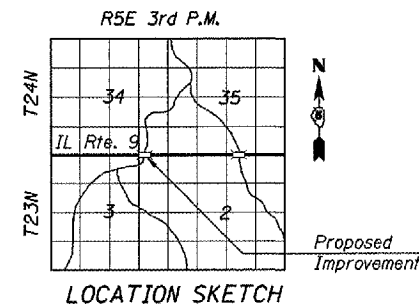 R5E 3rd P.M.
N
T24N
34
35
IL Rte. 9
T23N
3
2
Proposed
Improvement
LOCATION SKETCH